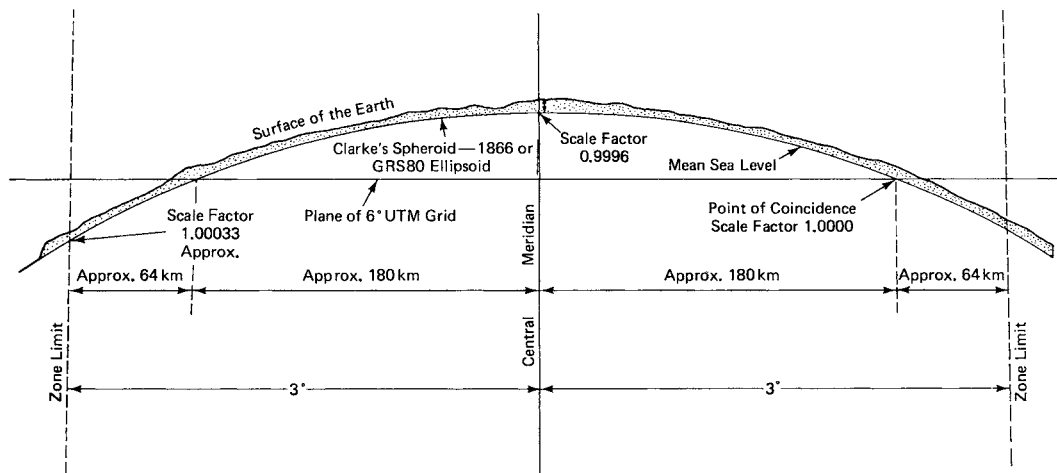 Surface of the Earth
Clarke's Spheroid—1866 or
GRS80 Ellipsoid
Scale Factor
0.9996
Mean Sea Level
Plane of 6° UTM Grid
Scale Factor
1.00033
Approx.
Point of Coincidence
Scale Factor 1.0000
Meridian
Approx. 64 km
Approx. 180 km
Approx. 180 km
Approx. 64 km
Zone Limit
Central
Zone Limit
3°
3°